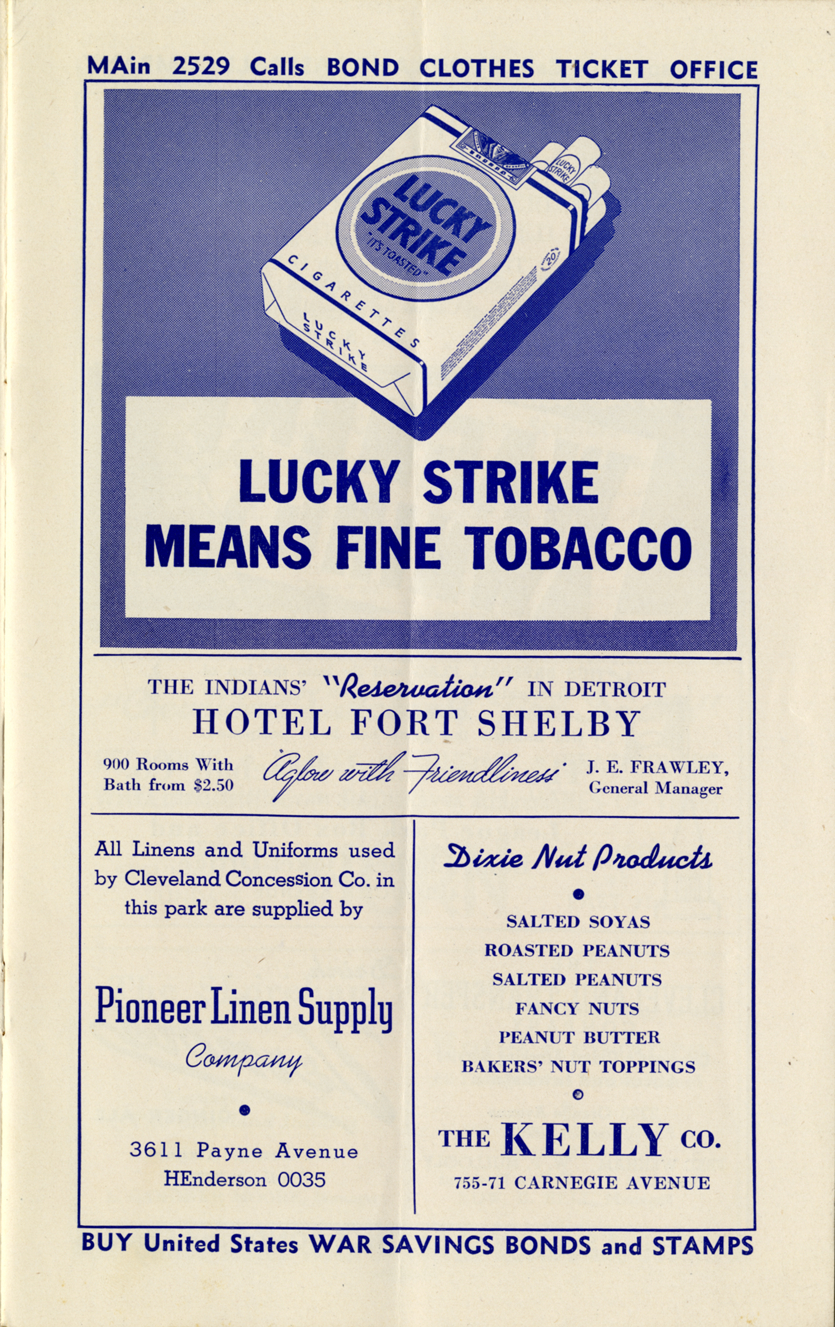 MAin 2529 Calls BOND CLOTHES TICKET OFFICE
LUCKY
STRIKE
LUCKY
STRIKE
"IT'S TOASTED"
CIGARETTES
LUCKY
STRIKE
20
LUCKY STRIKE
MEANS FINE TOBACCO
THE INDIANS' "Reservation" IN DETROIT
HOTEL FORT SHELBY
900 Rooms With
Bath from $2.50
Aglow with Friendliness
J. E. FRAWLEY,
General Manager
All Linens and Uniforms used
by Cleveland Concession Co. in
this park are supplied by
Pioneer Linen Supply
Company
3611 Payne Avenue
HEnderson 0035
Dixie Nut Products
SALTED SOYAS
ROASTED PEANUTS
SALTED PEANUTS
FANCY NUTS
PEANUT BUTTER
BAKERS' NUT TOPPINGS
THE KELLY CO.
755-71 CARNEGIE AVENUE
BUY United States WAR SAVINGS BONDS and STAMPS